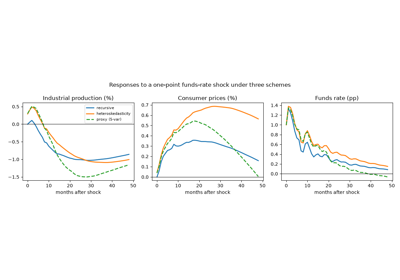 Responses to a one-point funds-rate shock under three schemes
Industrial production (%)
Consumer prices (%)
Funds rate (pp)
recursive
heteroskedasticity
proxy (s-var)
0.5
0.0
−0.5
−1.0
−1.5
0.7
0.6
0.5
0.4
0.3
0.2
0.1
0.0
1.4
1.2
1.0
0.8
0.6
0.4
0.2
0.0
0 10 20 30 40 50
0 10 20 30 40 50
0 10 20 30 40 50
months after shock
months after shock
months after shock